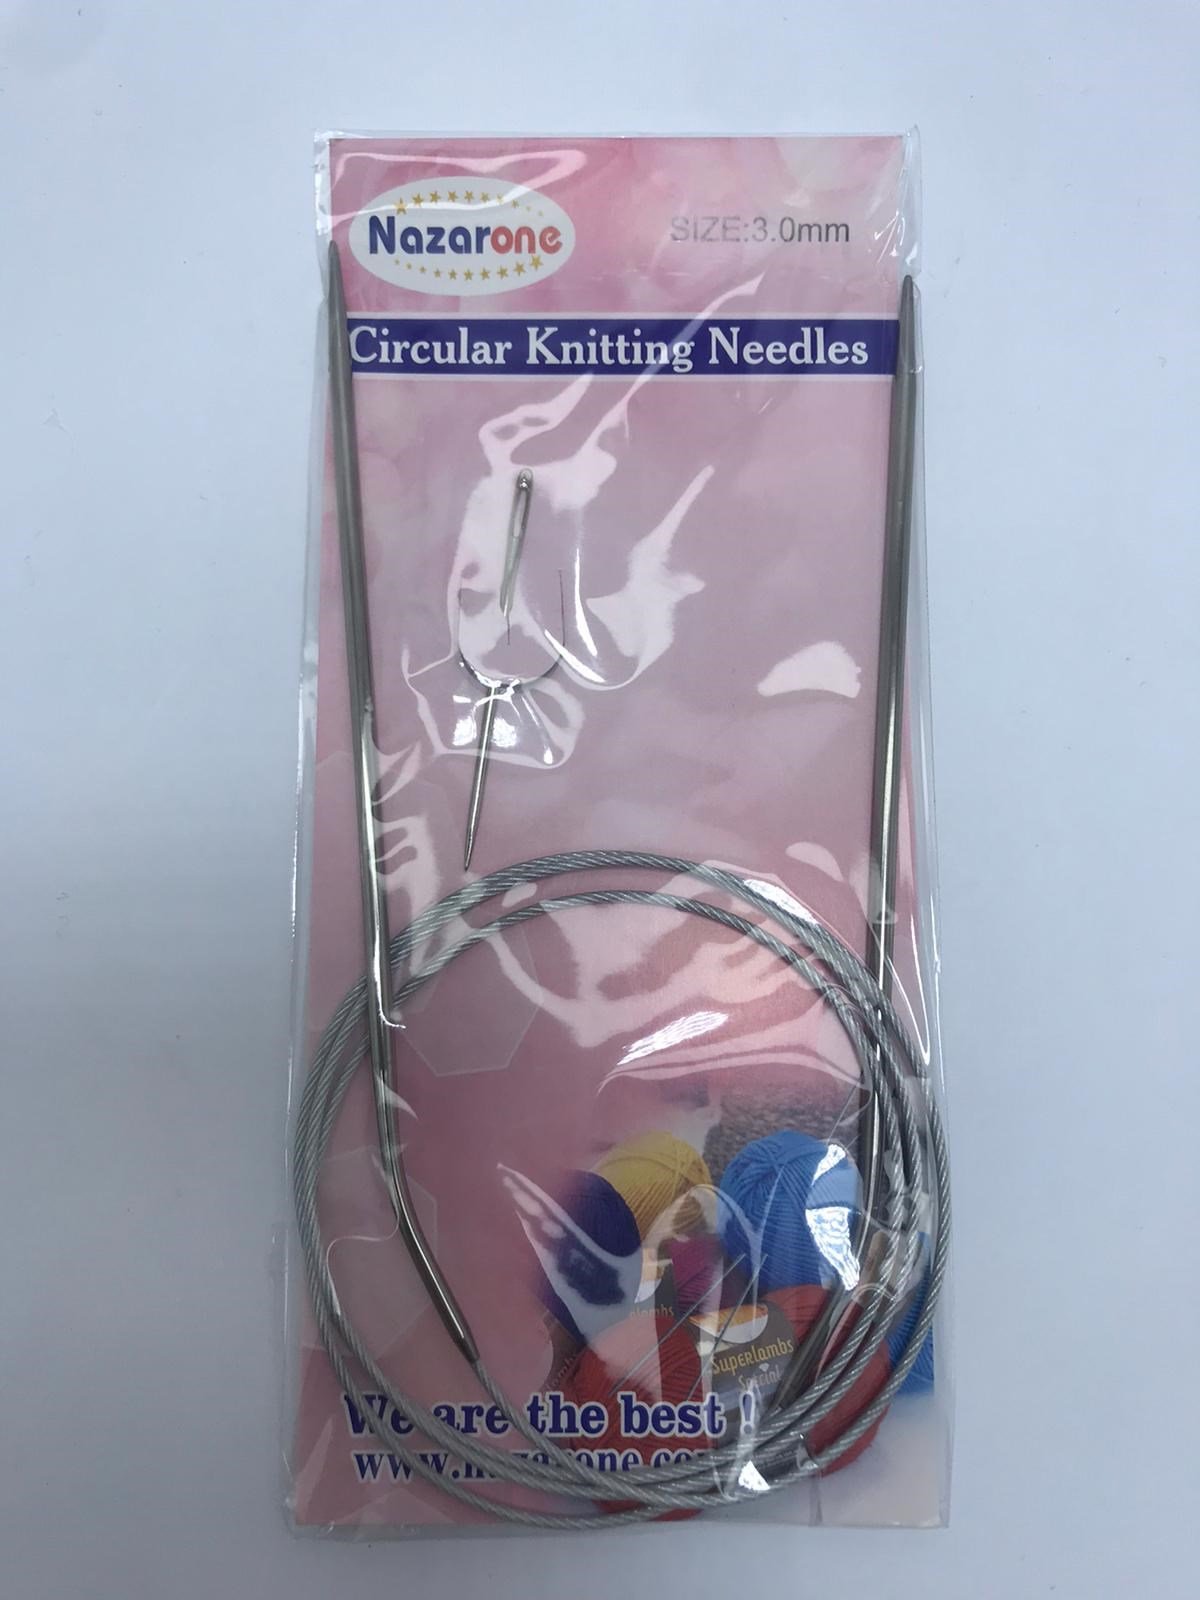 Nazarone
SIZE:3.0mm
Circular Knitting Needles
Superlambs
Special
We are the best !